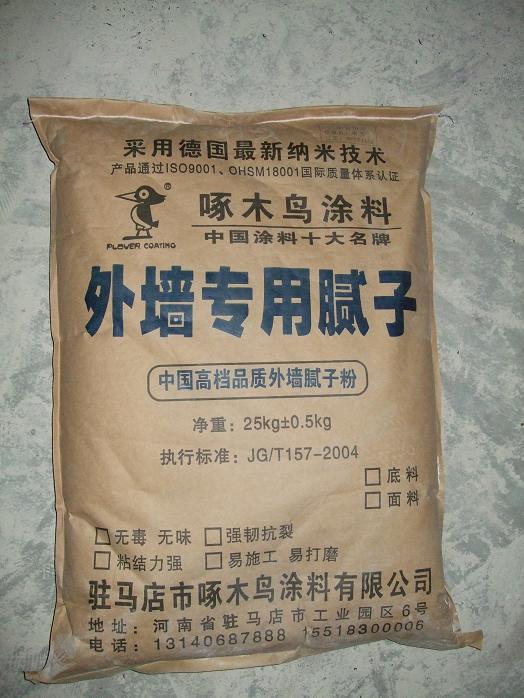 采用德国最新纳米技术
产品通过ISO9001、OHSM18001国际质量体系认证
®
啄木鸟涂料
PLOVER COATING
中国涂料十大名牌
外墙专用腻子
中国高档品质外墙腻子粉
净重：25kg±0.5kg
执行标准：JG/T157-2004
底料
面料
无毒 无味 强韧抗裂
粘结力强 易施工 易打磨
驻马店市啄木鸟涂料有限公司
地址：河南省驻马店市工业园区6号
电话：13140687888 15518300006